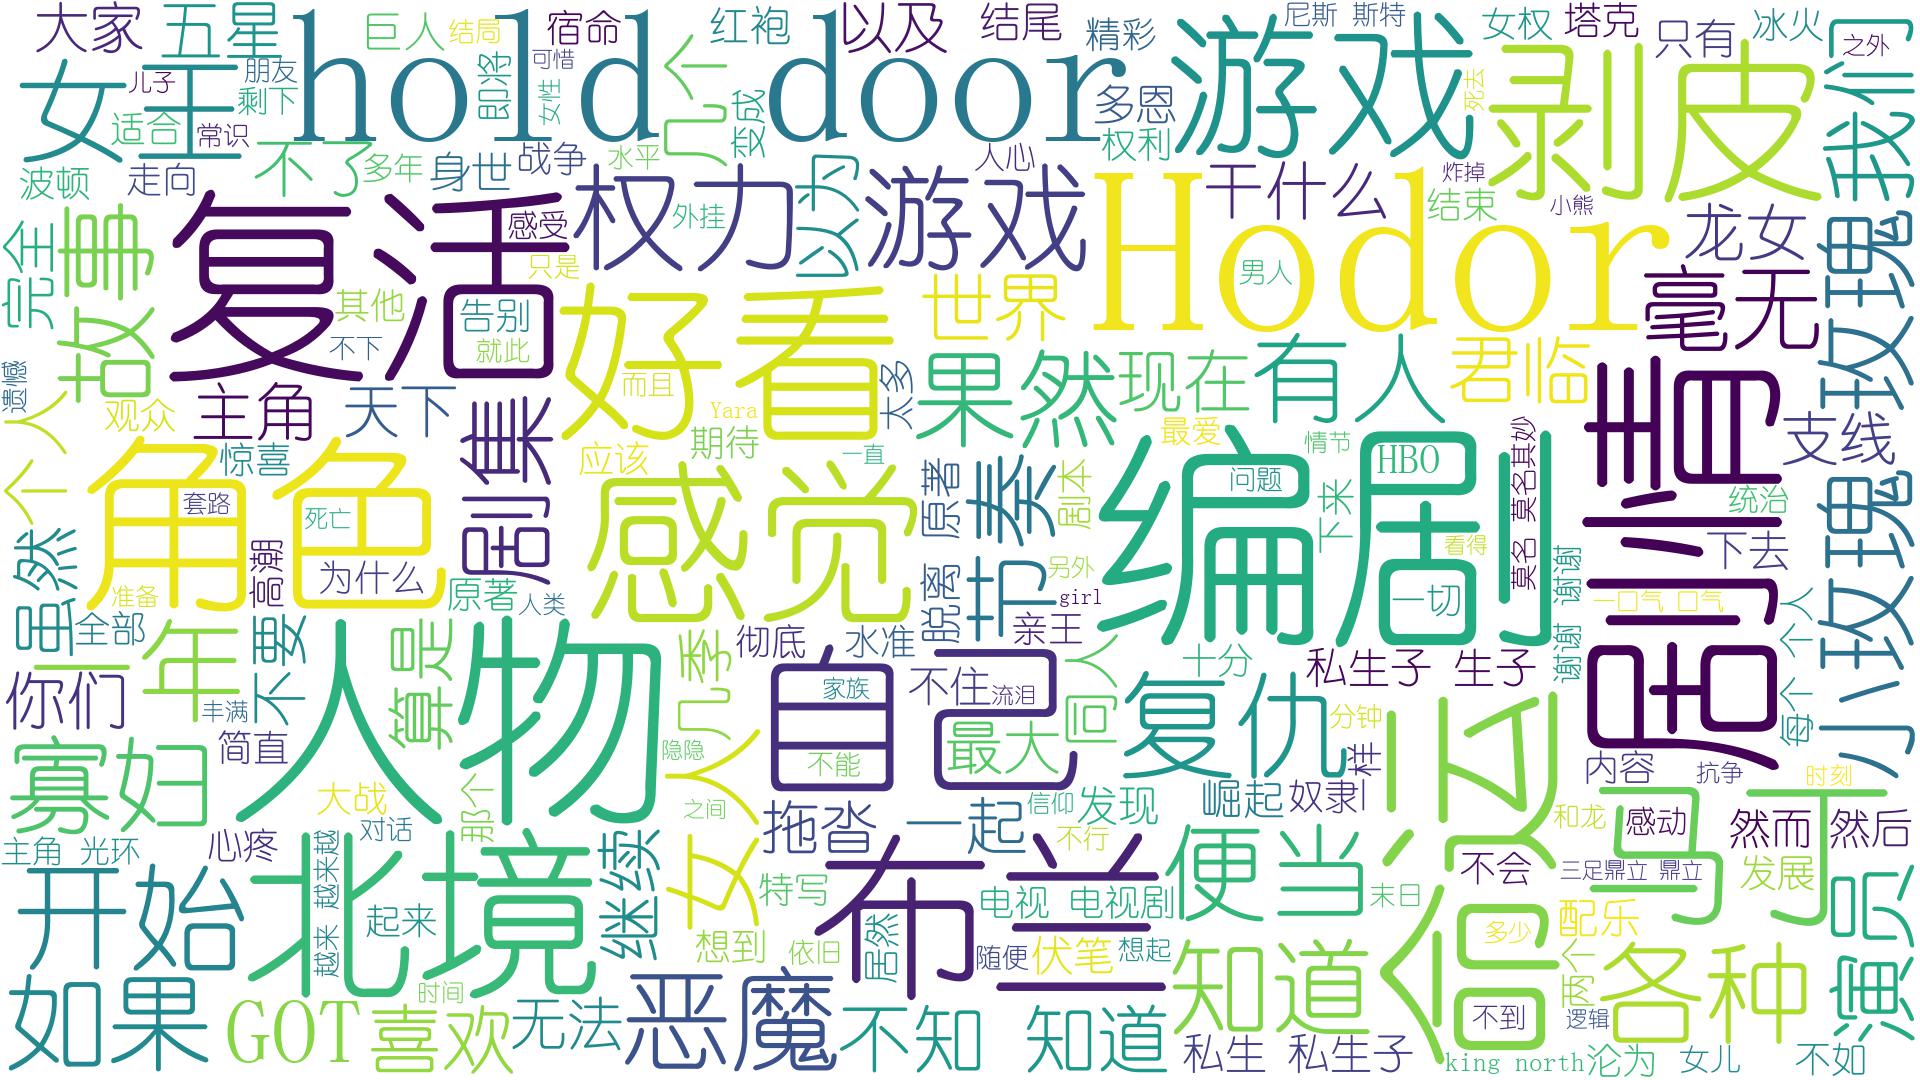 大家
五星
巨人
结局
宿命
可惜
红袍
以及
结尾
精彩
尼斯 斯特
女权
塔克
只有
冰火
之外
我们
女王
儿子
朋友
剩下
适合
常识
hold door
即将
女性
几个
变成
多恩
权利
游戏
死去
剥皮
波顿
走向
不了
多年
身世
战争
水平
人心
干什么
炸掉
小熊
结束
龙女
小玫瑰 玫瑰
完全
故事
复活
感受
只是
权力 游戏
外挂
以为
Hodor
男人
毫无
其他
不下
告别
就此
好看
世界
遗憾
个人
观众
主角
天下
而且
太多
果然
现在
有人
君临
剧情
支线
惊喜
角色
套路
死亡
剧集
应该
Yara
期待
一直
最爱
情节
HBO
莫名 莫名其妙
统治
虽然
高潮
为什么
感觉
原著
节奏
剧本
编剧
问题
下来
看得
一切
谢谢 谢谢
下去
准备
全部
原著
人类
脱离
另外
girl
一口气 口气
每个 个人
你们
一年
不要
算是
人物
几季
彻底
水准
亲王
同人
十分
私生子 生子
丰满
简直
自己
家族
不住
流泪
最大
复仇
分钟
样
以
内容
抗争
时刻
寡妇
大战
那个
隐隐
女人
不能
之间
信仰
发现
崛起
奴隶
和龙
为了
感动
然而
然后
主角 光环
心疼
对话
拖沓
一起
不行
便当
不会
三足鼎立 鼎立
发展
开始
越来 越来越
北境
起来
继续
特写
布兰
电视 电视剧
末日
配乐
演员
想到
依旧
居然
随便
伏笔
想起
知道
多少
两个
各种
如果
GOT
时间
喜欢
无法
恶魔
不知 知道
私生 私生子
不到
逻辑
king north
沦为
女儿
不如